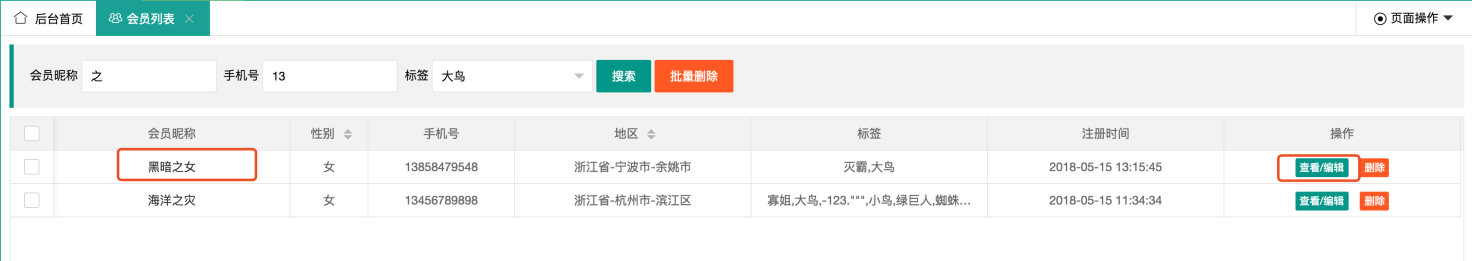 后台首页 会员列表 页面操作
会员昵称 之 手机号 13 标签 大鸟 搜索 批量删除
会员昵称 性别 手机号 地区 标签 注册时间 操作
黑暗之女 女 13858479548 浙江省-宁波市-余姚市 灭霸,大鸟 2018-05-15 13:15:45 查看/编辑 删除
海洋之灾 女 13456789898 浙江省-杭州市-滨江区 寡姐,大鸟,-123.""",小鸟,绿巨人,蜘蛛... 2018-05-15 11:34:34 查看/编辑 删除